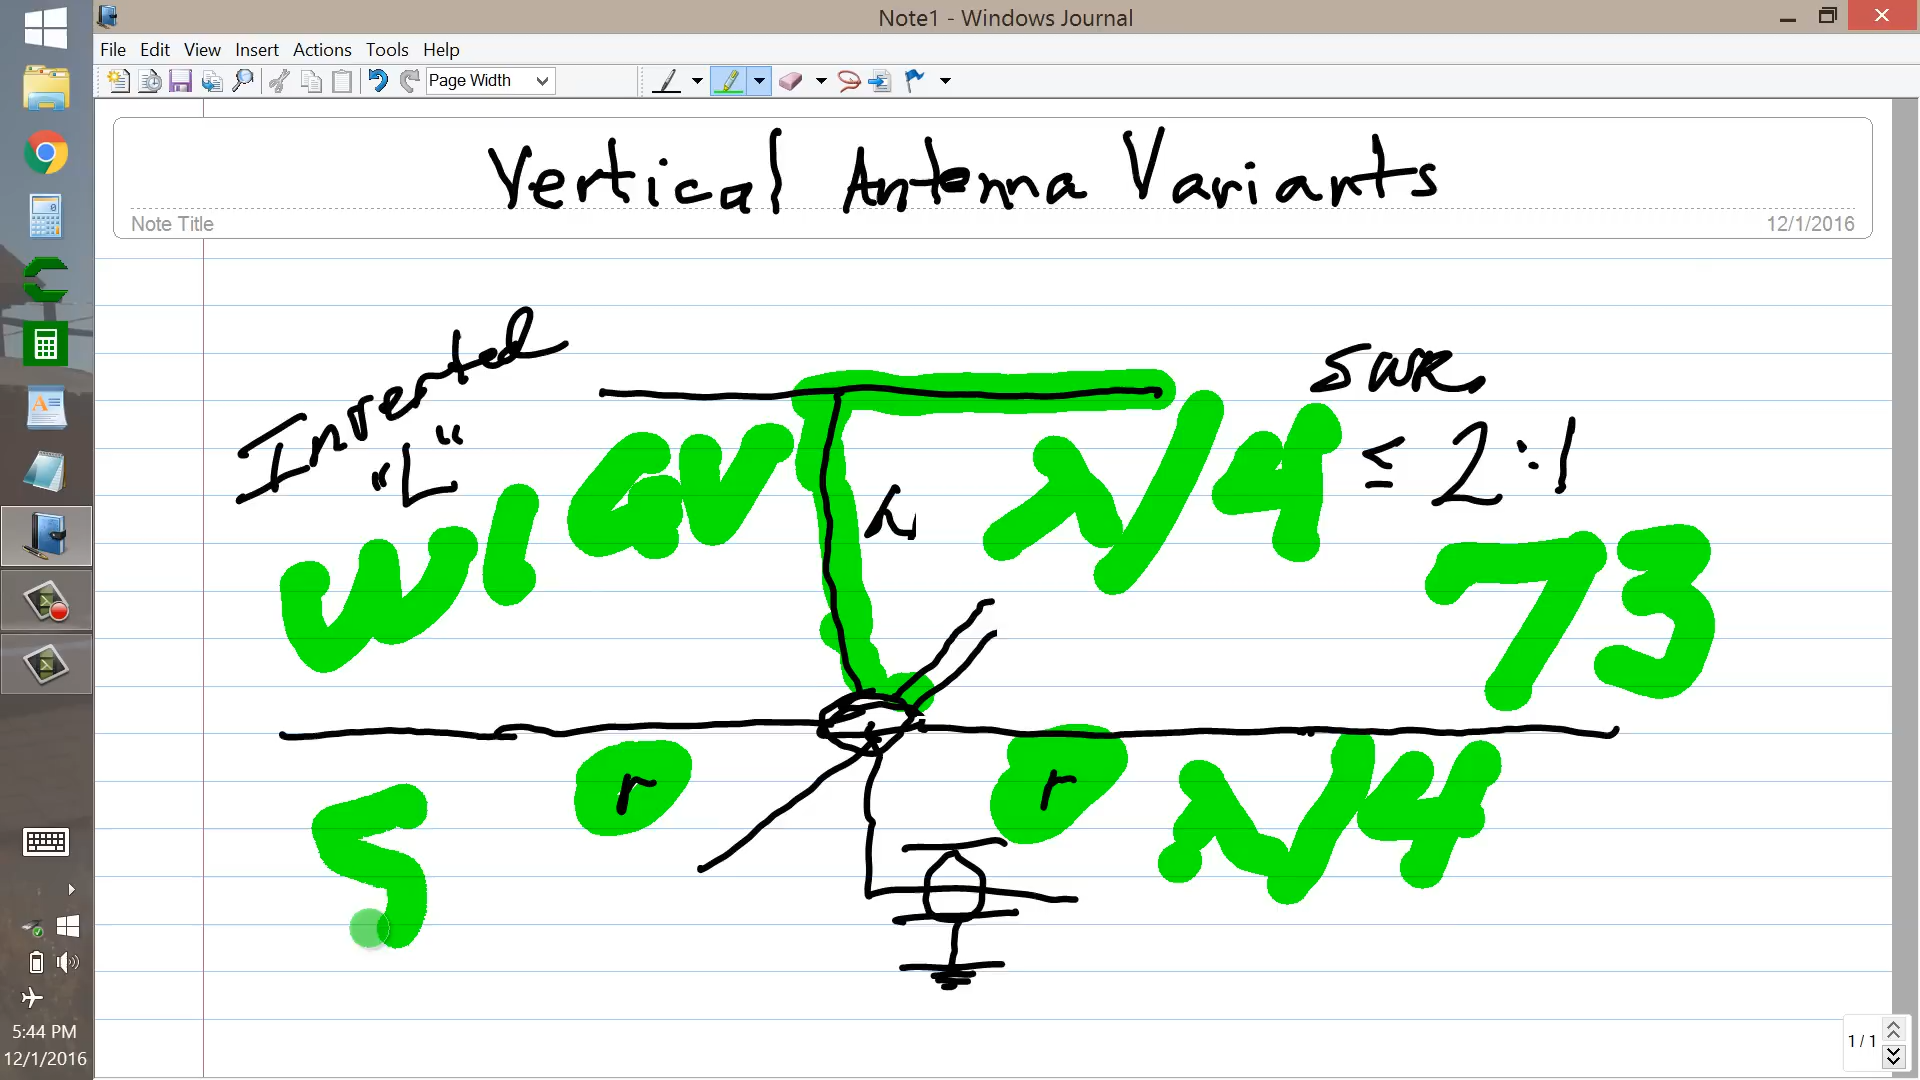 Note1 - Windows Journal
File Edit View Insert Actions Tools Help
Page Width
Vertical Antenna Variants
Note Title
12/1/2016
Inverted
"L"
SWR
≤ 2:1
λ/4
73
r
r
λ/4
5
5:44 PM
12/1/2016
1 / 1